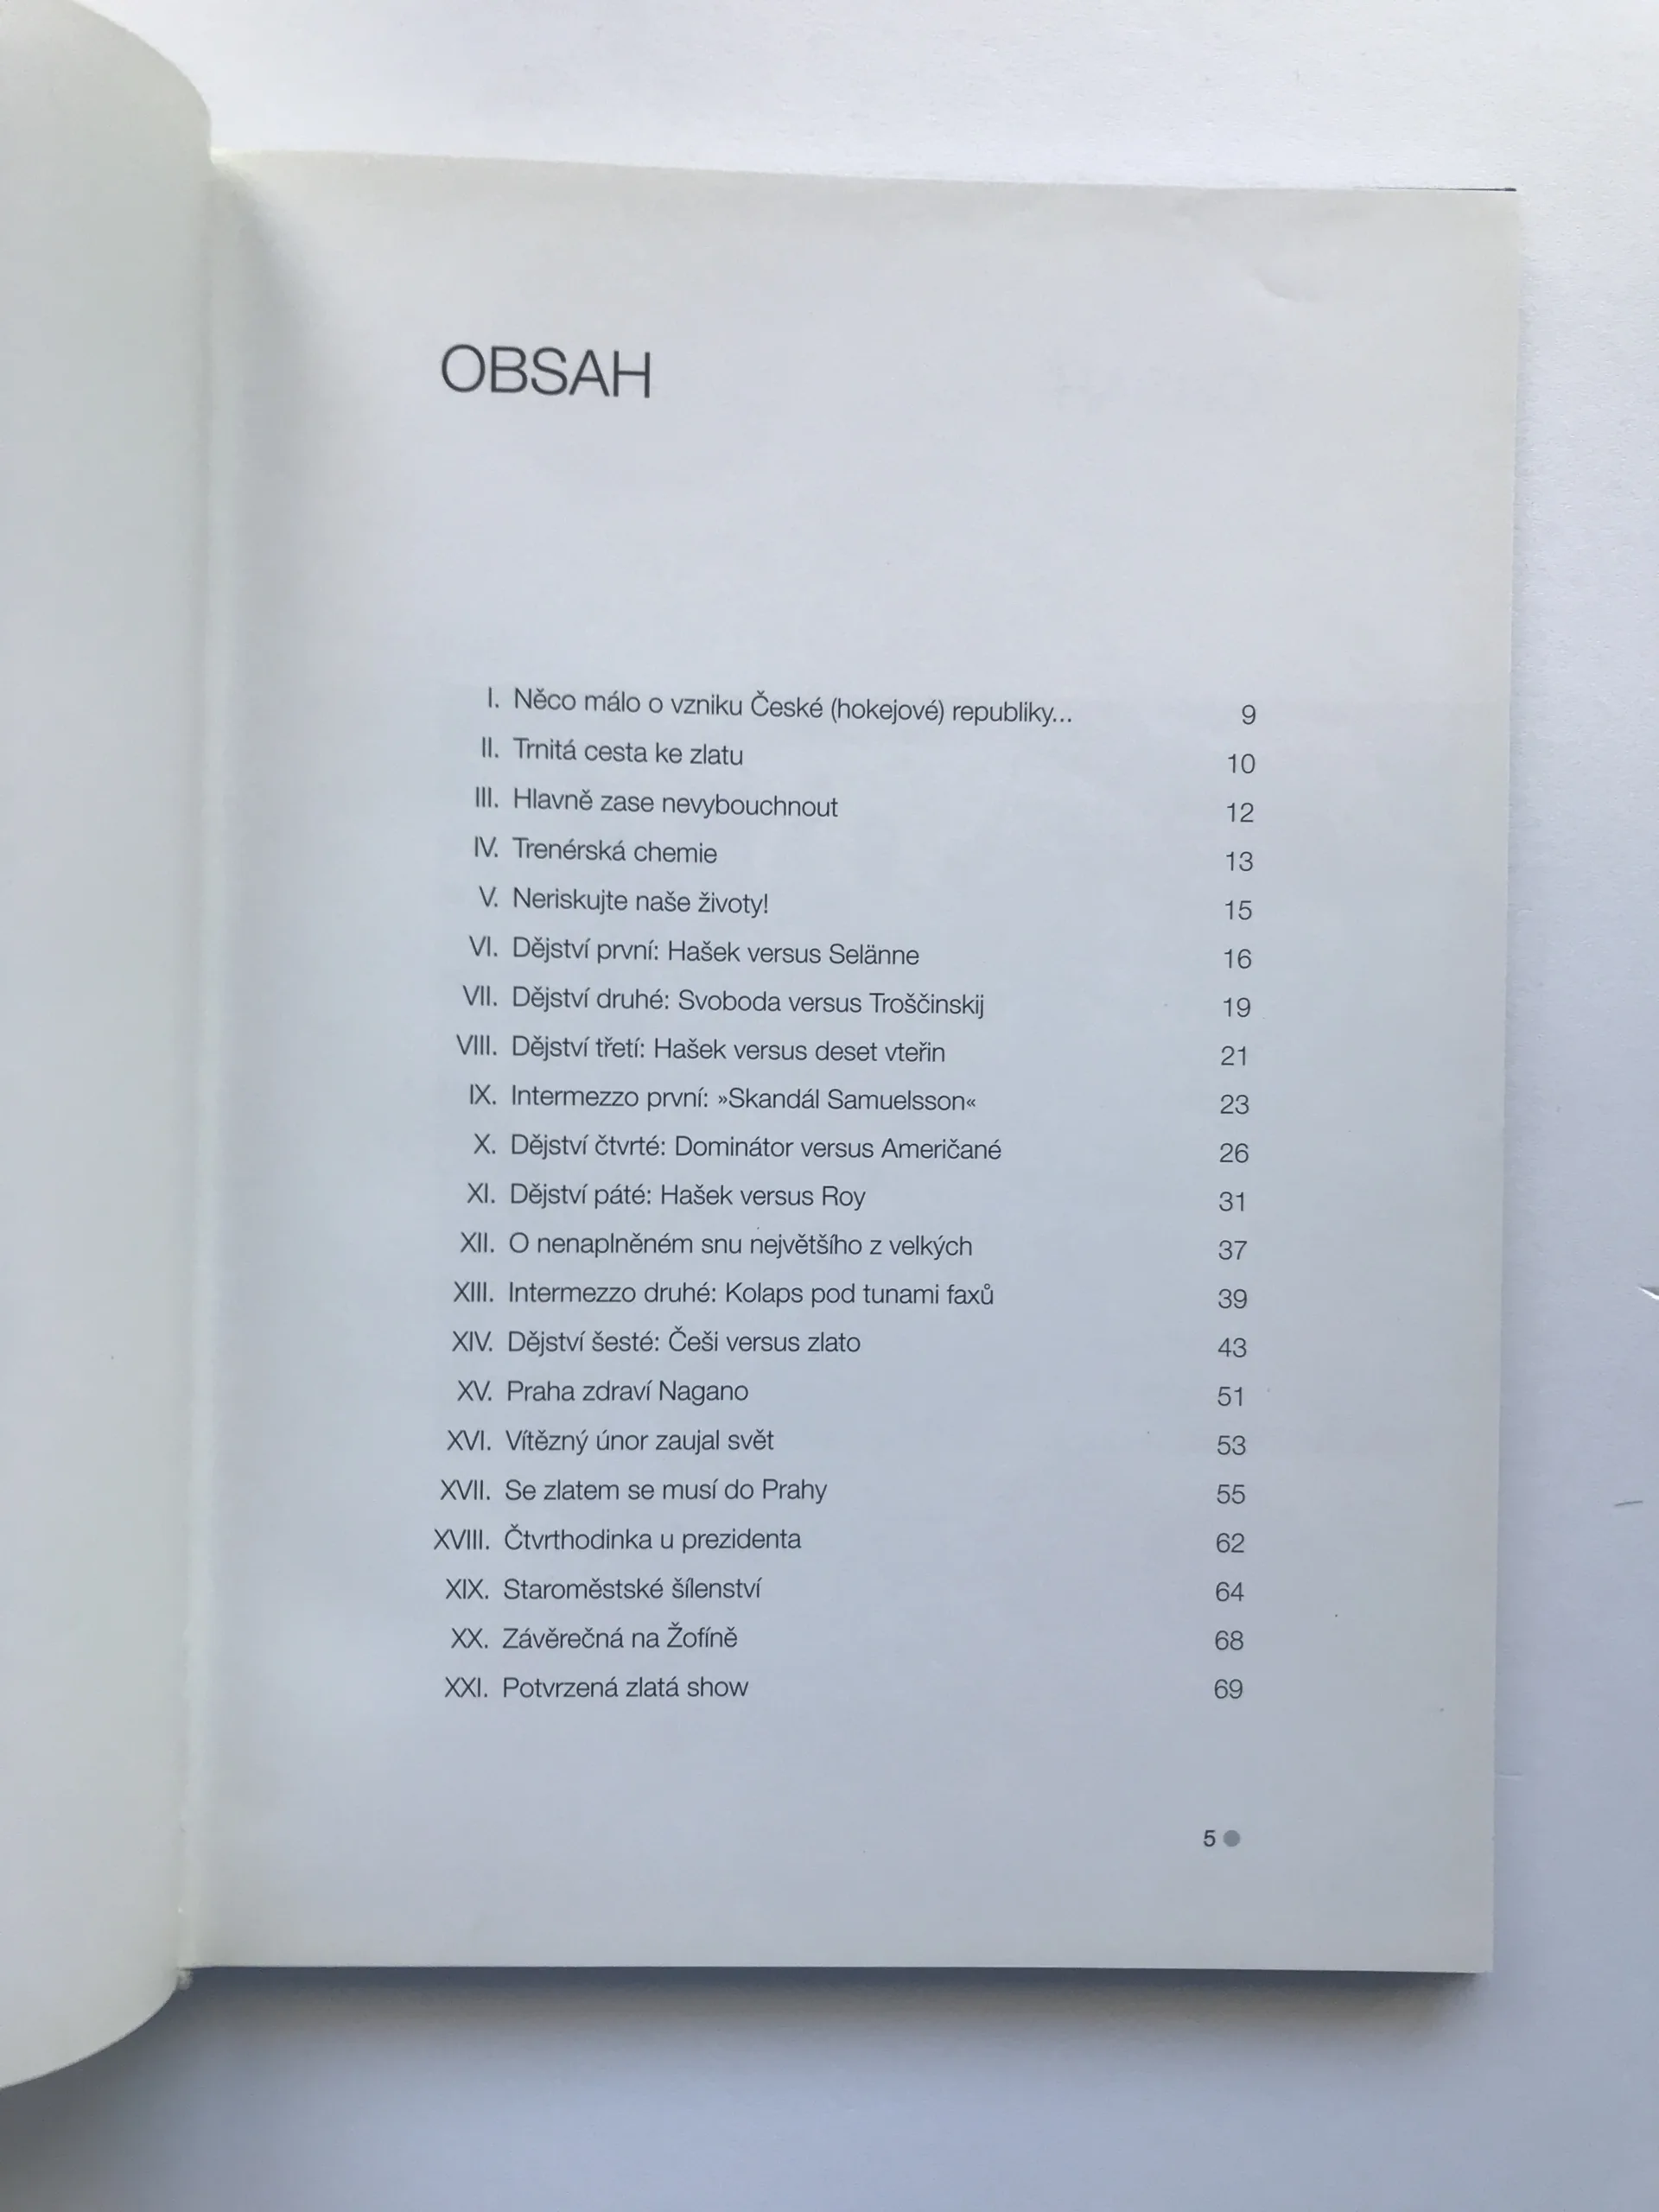 OBSAH
I. Něco málo o vzniku České (hokejové) republiky... 9
II. Trnitá cesta ke zlatu 10
III. Hlavně zase nevybouchnout 12
IV. Trenérská chemie 13
V. Neriskujte naše životy! 15
VI. Dějství první: Hašek versus Selänne 16
VII. Dějství druhé: Svoboda versus Troščinskij 19
VIII. Dějství třetí: Hašek versus deset vteřin 21
IX. Intermezzo první: »Skandál Samuelsson« 23
X. Dějství čtvrté: Dominátor versus Američané 26
XI. Dějství páté: Hašek versus Roy 31
XII. O nenaplněném snu největšího z velkých 37
XIII. Intermezzo druhé: Kolaps pod tunami faxů 39
XIV. Dějství šesté: Češi versus zlato 43
XV. Praha zdraví Nagano 51
XVI. Vítězný únor zaujal svět 53
XVII. Se zlatem se musí do Prahy 55
XVIII. Čtvrthodinka u prezidenta 62
XIX. Staroměstské šílenství 64
XX. Závěrečná na Žofíně 68
XXI. Potvrzená zlatá show 69
5